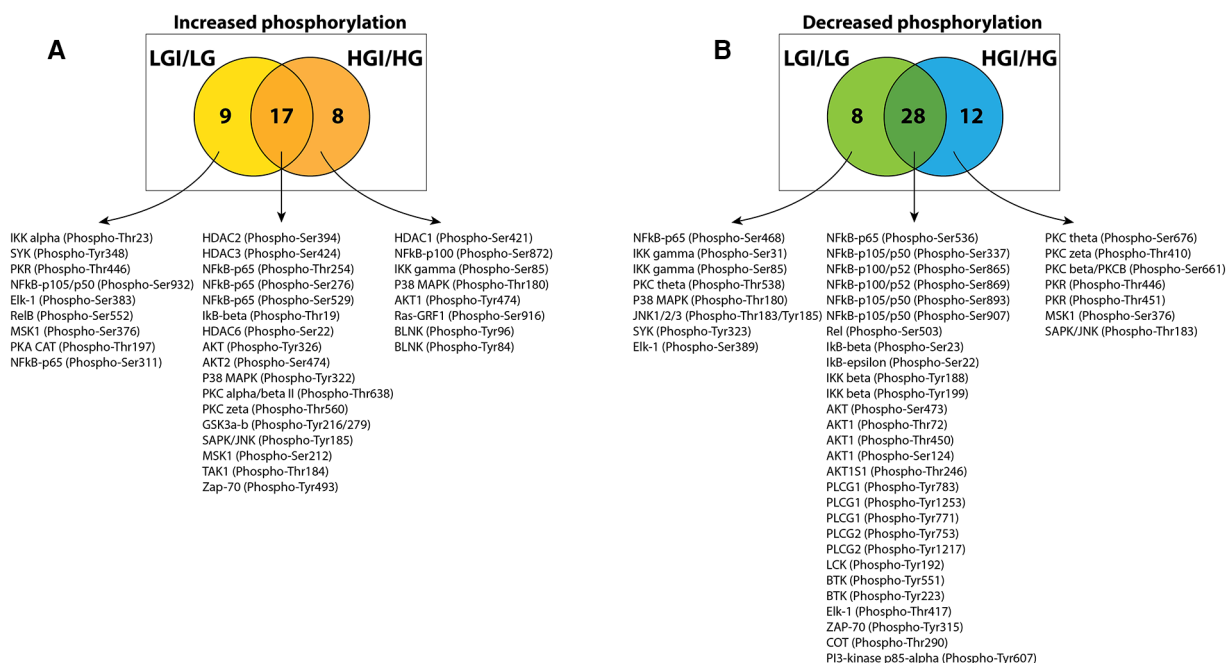 Increased phosphorylation
A
LGI/LG
HGI/HG
9
17
8
IKK alpha (Phospho-Thr23)
SYK (Phospho-Tyr348)
PKR (Phospho-Thr446)
NFkB-p105/p50 (Phospho-Ser932)
Elk-1 (Phospho-Ser383)
RelB (Phospho-Ser552)
MSK1 (Phospho-Ser376)
PKA CAT (Phospho-Thr197)
NFkB-p65 (Phospho-Ser311)
HDAC2 (Phospho-Ser394)
HDAC3 (Phospho-Ser424)
NFkB-p65 (Phospho-Thr254)
NFkB-p65 (Phospho-Ser276)
NFkB-p65 (Phospho-Ser529)
IkB-beta (Phospho-Thr19)
HDAC6 (Phospho-Ser22)
AKT (Phospho-Tyr326)
AKT2 (Phospho-Ser474)
P38 MAPK (Phospho-Tyr322)
PKC alpha/beta II (Phospho-Thr638)
PKC zeta (Phospho-Thr560)
GSK3a-b (Phospho-Tyr216/279)
SAPK/JNK (Phospho-Tyr185)
MSK1 (Phospho-Ser212)
TAK1 (Phospho-Thr184)
Zap-70 (Phospho-Tyr493)
HDAC1 (Phospho-Ser421)
NFkB-p100 (Phospho-Ser872)
IKK gamma (Phospho-Ser85)
P38 MAPK (Phospho-Thr180)
AKT1 (Phospho-Tyr474)
Ras-GRF1 (Phospho-Ser916)
BLNK (Phospho-Tyr96)
BLNK (Phospho-Tyr84)
Decreased phosphorylation
B
LGI/LG
HGI/HG
8
28
12
NFkB-p65 (Phospho-Ser468)
IKK gamma (Phospho-Ser31)
IKK gamma (Phospho-Ser85)
PKC theta (Phospho-Thr538)
P38 MAPK (Phospho-Thr180)
JNK1/2/3 (Phospho-Thr183/Tyr185)
SYK (Phospho-Tyr323)
Elk-1 (Phospho-Ser389)
NFkB-p65 (Phospho-Ser536)
NFkB-p105/p50 (Phospho-Ser337)
NFkB-p100/p52 (Phospho-Ser865)
NFkB-p100/p52 (Phospho-Ser869)
NFkB-p105/p50 (Phospho-Ser893)
NFkB-p105/p50 (Phospho-Ser907)
Rel (Phospho-Ser503)
IkB-beta (Phospho-Ser23)
IkB-epsilon (Phospho-Ser22)
IKK beta (Phospho-Tyr188)
IKK beta (Phospho-Tyr199)
AKT (Phospho-Ser473)
AKT1 (Phospho-Thr72)
AKT1 (Phospho-Thr450)
AKT1 (Phospho-Ser124)
AKT1S1 (Phospho-Thr246)
PLCG1 (Phospho-Tyr783)
PLCG1 (Phospho-Tyr1253)
PLCG1 (Phospho-Tyr771)
PLCG2 (Phospho-Tyr753)
PLCG2 (Phospho-Tyr1217)
LCK (Phospho-Tyr192)
BTK (Phospho-Tyr551)
BTK (Phospho-Tyr223)
Elk-1 (Phospho-Thr417)
ZAP-70 (Phospho-Tyr315)
COT (Phospho-Thr290)
PI3-kinase p85-alpha (Phospho-Tyr607)
PKC theta (Phospho-Ser676)
PKC zeta (Phospho-Thr410)
PKC beta/PKCB (Phospho-Ser661)
PKR (Phospho-Thr446)
PKR (Phospho-Thr451)
MSK1 (Phospho-Ser376)
SAPK/JNK (Phospho-Thr183)